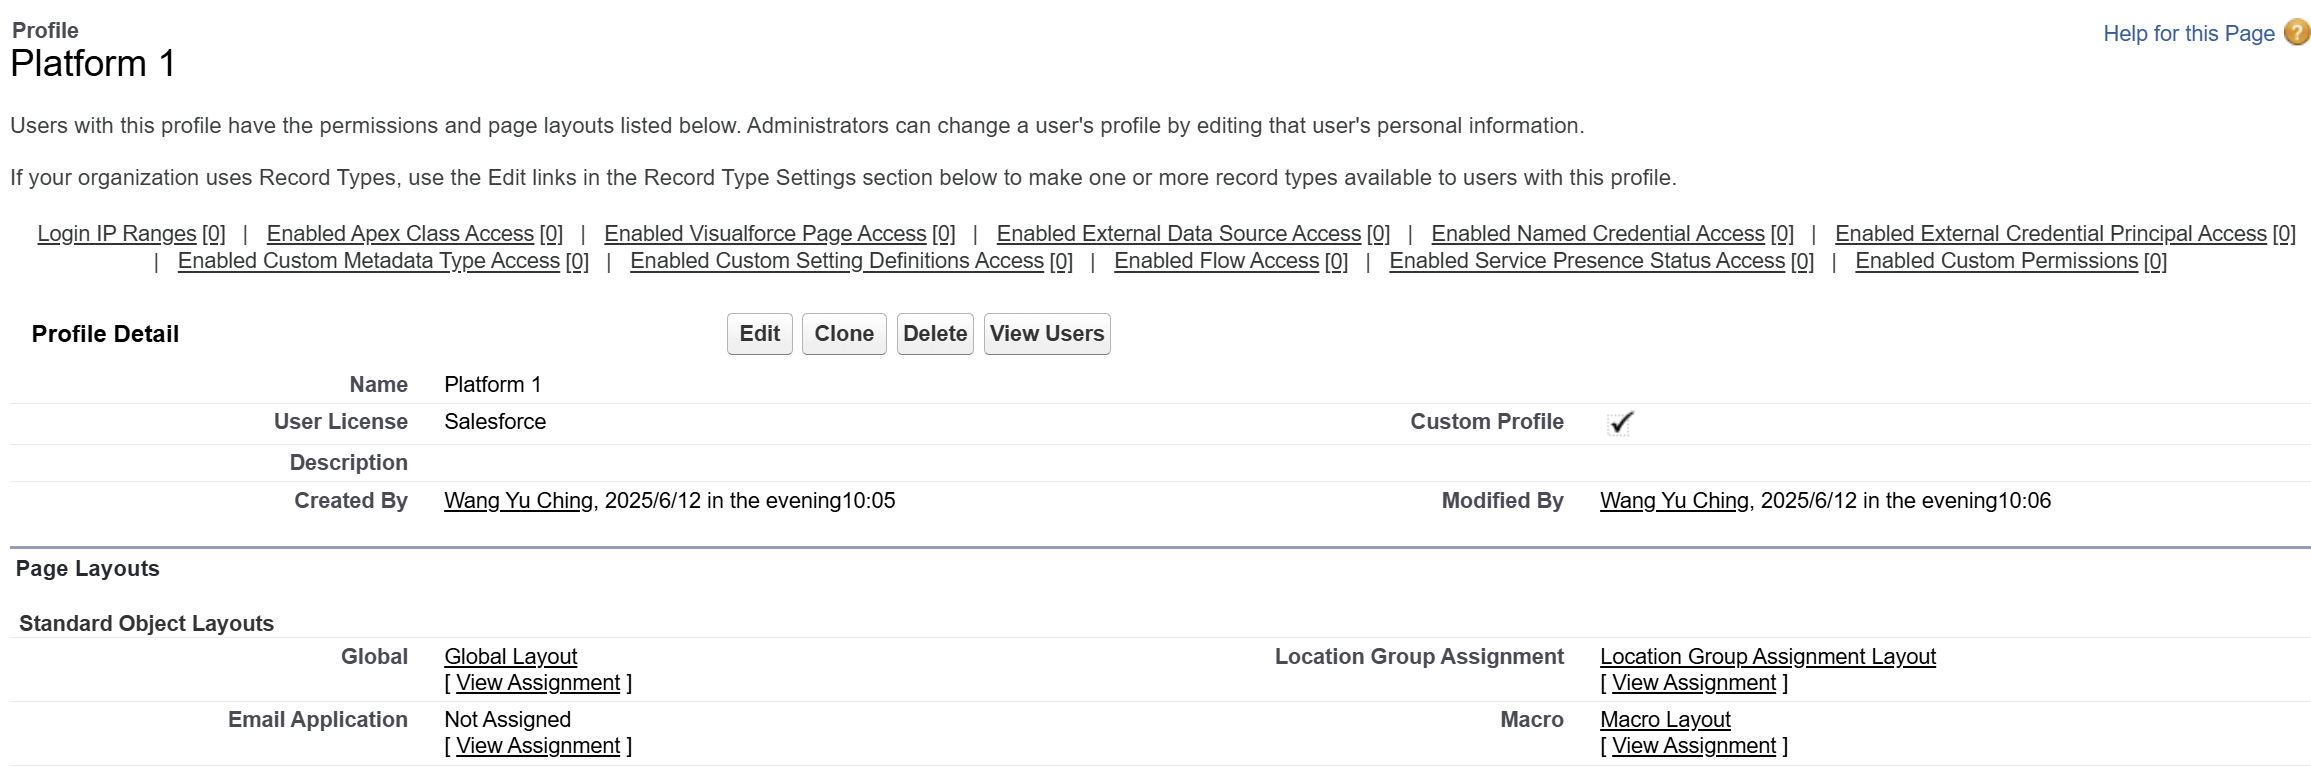 Profile
Platform 1
Help for this Page ?
Users with this profile have the permissions and page layouts listed below. Administrators can change a user's profile by editing that user's personal information.
If your organization uses Record Types, use the Edit links in the Record Type Settings section below to make one or more record types available to users with this profile.
Login IP Ranges [0] | Enabled Apex Class Access [0] | Enabled Visualforce Page Access [0] | Enabled External Data Source Access [0] | Enabled Named Credential Access [0] | Enabled External Credential Principal Access [0]
| Enabled Custom Metadata Type Access [0] | Enabled Custom Setting Definitions Access [0] | Enabled Flow Access [0] | Enabled Service Presence Status Access [0] | Enabled Custom Permissions [0]
Profile Detail Edit Clone Delete View Users
Name Platform 1
User License Salesforce Custom Profile
Description
Created By Wang Yu Ching, 2025/6/12 in the evening10:05 Modified By Wang Yu Ching, 2025/6/12 in the evening10:06
Page Layouts
Standard Object Layouts
Global Global Layout Location Group Assignment Location Group Assignment Layout
[ View Assignment ] [ View Assignment ]
Email Application Not Assigned Macro Macro Layout
[ View Assignment ] [ View Assignment ]